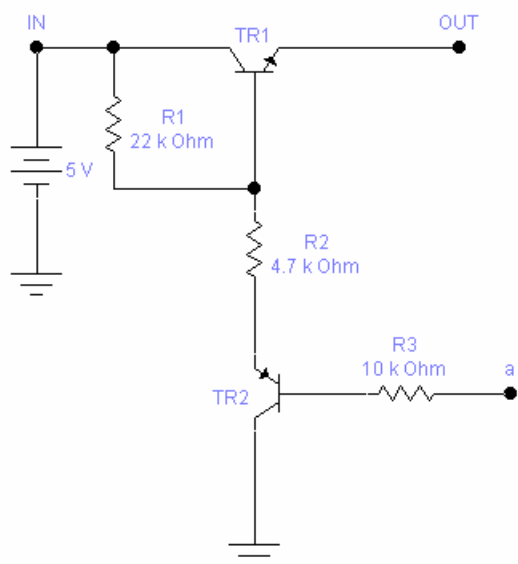 IN
OUT
TR1
R1
22 k Ohm
5 V
R2
4.7 k Ohm
R3
10 k Ohm
a
TR2